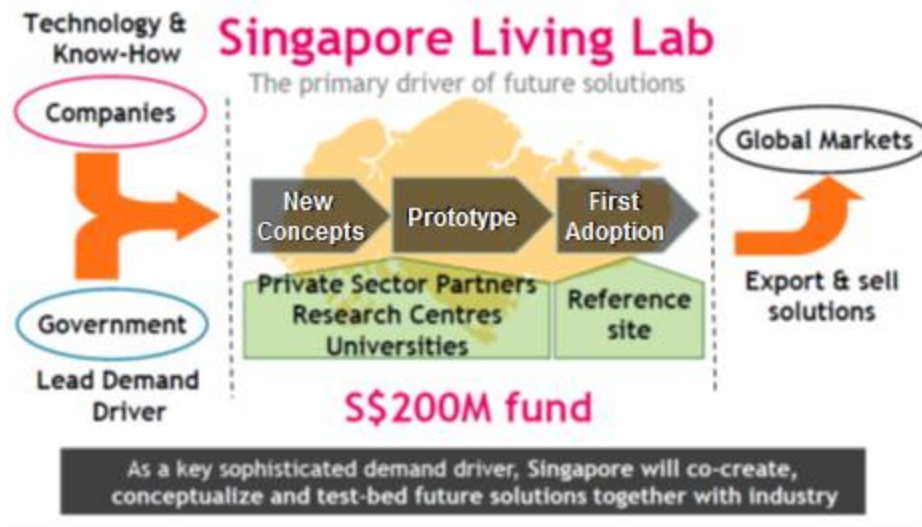 Technology &
Know-How
Singapore Living Lab
The primary driver of future solutions
Companies
Global Markets
New
Concepts
Prototype
First
Adoption
Private Sector Partners
Research Centres
Universities
Reference
site
Export & sell
solutions
Government
Lead Demand
Driver
S$200M fund
As a key sophisticated demand driver, Singapore will co-create,
conceptualize and test-bed future solutions together with industry